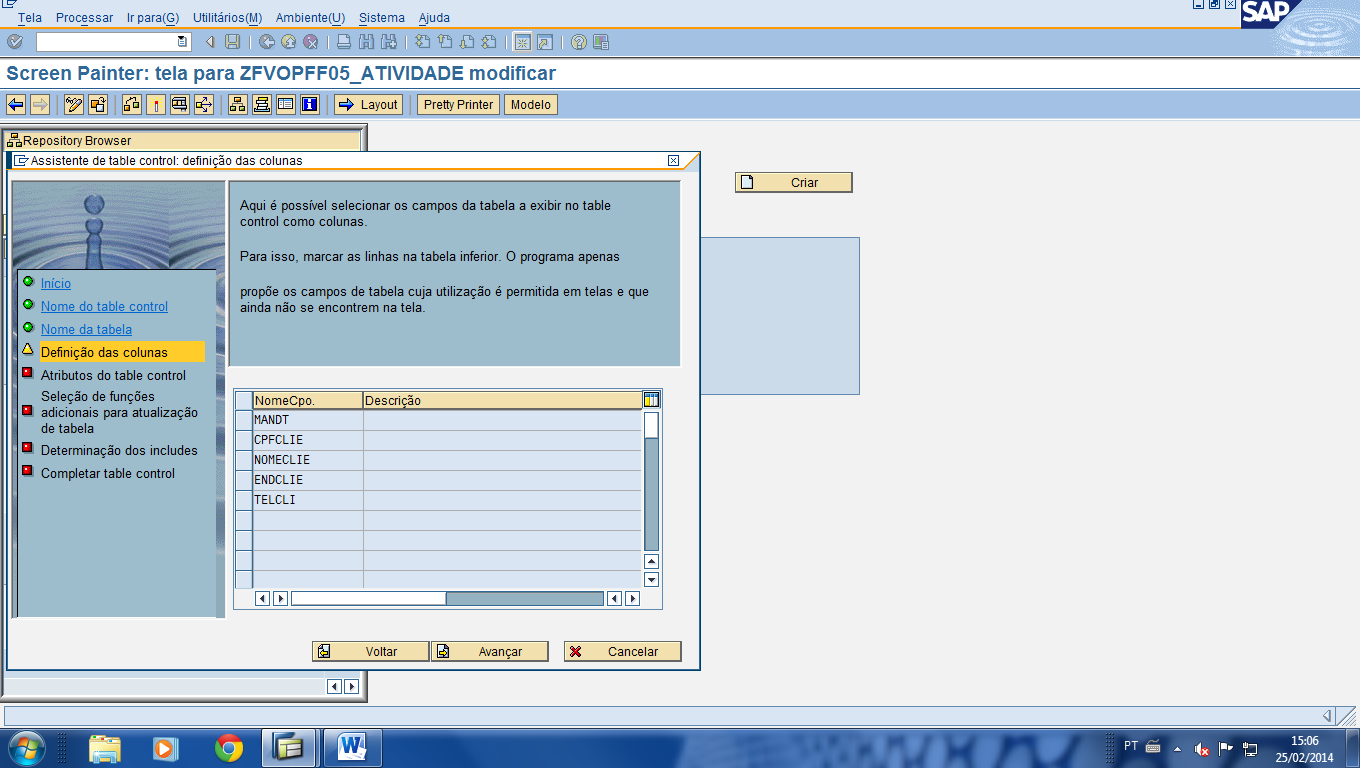 Tela Processar Ir para(G) Utilitários(M) Ambiente(U) Sistema Ajuda
SAP
Screen Painter: tela para ZFVOPFF05_ATIVIDADE modificar
Layout Pretty Printer Modelo
Repository Browser
Assistente de table control: definição das colunas
Criar
Aqui é possível selecionar os campos da tabela a exibir no table
control como colunas.
Para isso, marcar as linhas na tabela inferior. O programa apenas
propõe os campos de tabela cuja utilização é permitida em telas e que
ainda não se encontrem na tela.
Início
Nome do table control
Nome da tabela
Definição das colunas
Atributos do table control
Seleção de funções
adicionais para atualização
de tabela
Determinação dos includes
Completar table control
NomeCpo. Descrição
MANDT
CPFCLIE
NOMECLIE
ENDCLIE
TELCLI
Voltar Avançar Cancelar
PT
15:06
25/02/2014